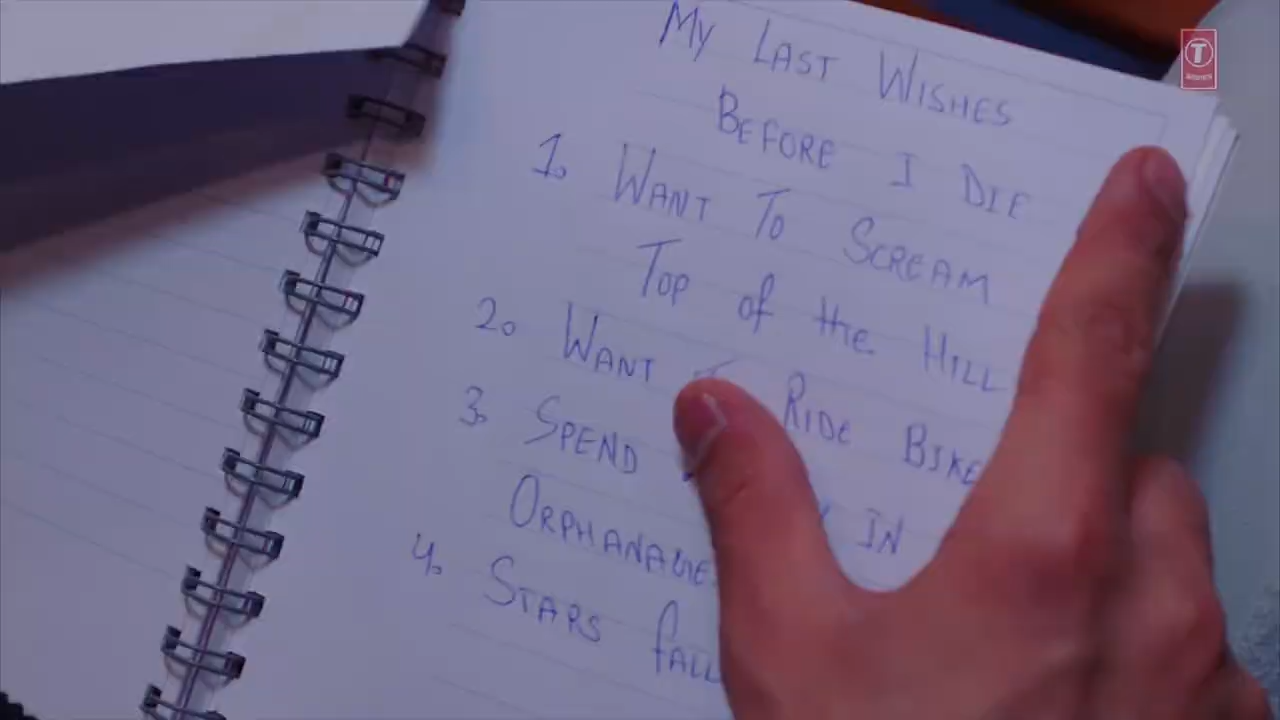 My LAST WISHES
BEFORE I DIE
1. WANT TO SCREAM
TOP of tHE HILL
2. WANT RIDE BIKE
3. SPEND IN
ORPHANAGE
4. STARS fALL
T